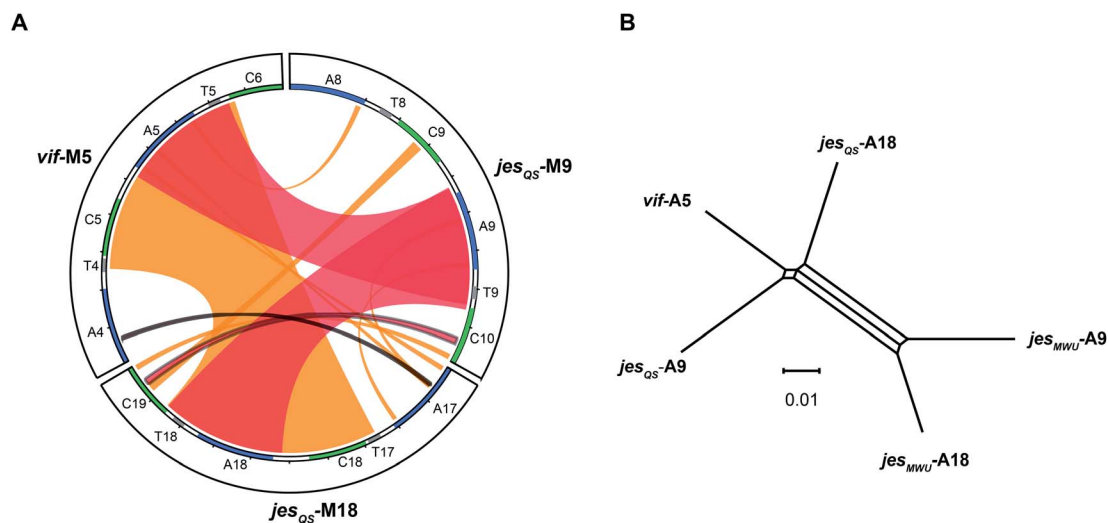 A
B
C6
A8
T5
T8
A5
C9
vif-M5
jesQS-M9
C5
A9
T4
T9
A4
C10
C19
A17
T18
T17
A18
C18
jesQS-M18
jesQS-A18
vif-A5
jesMWU-A9
jesQS-A9
0.01
jesMWU-A18